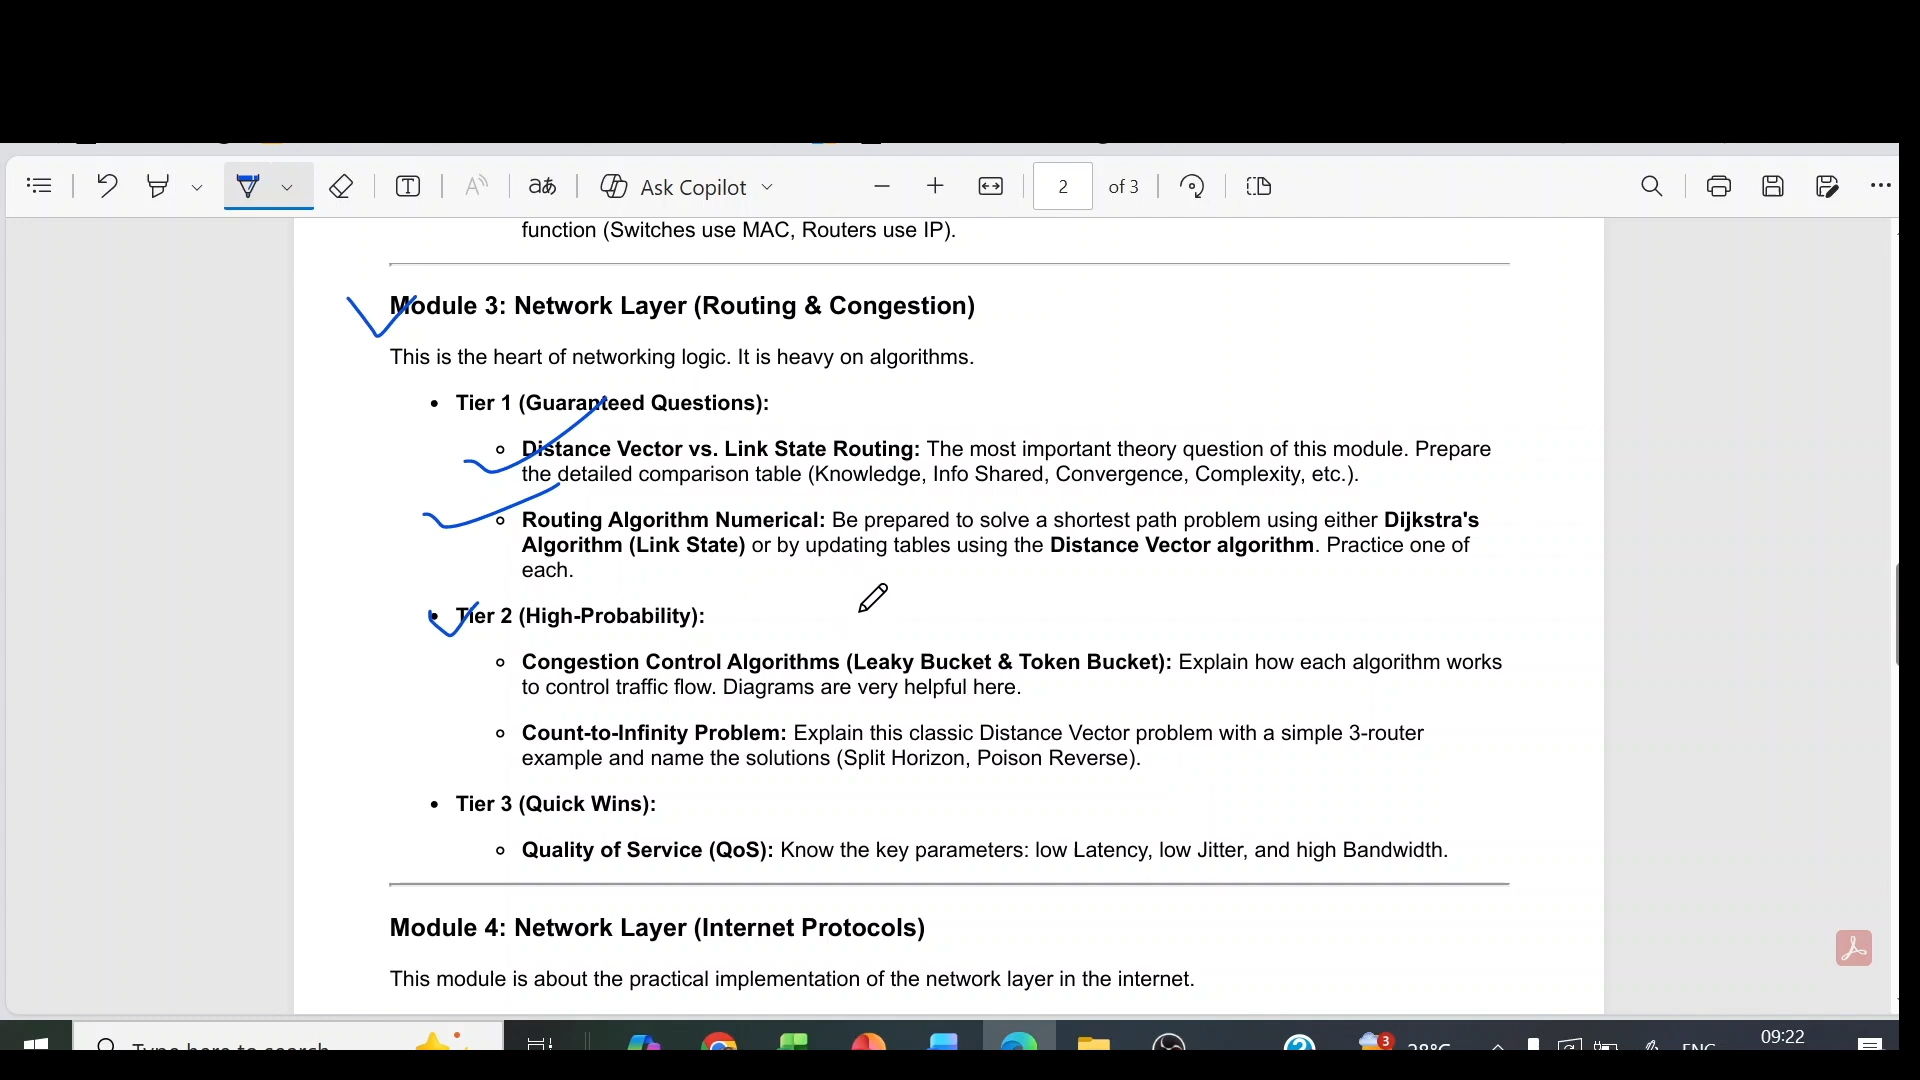 Ask Copilot
2 of 3
function (Switches use MAC, Routers use IP).
Module 3: Network Layer (Routing & Congestion)
This is the heart of networking logic. It is heavy on algorithms.
• Tier 1 (Guaranteed Questions):
Distance Vector vs. Link State Routing: The most important theory question of this module. Prepare
the detailed comparison table (Knowledge, Info Shared, Convergence, Complexity, etc.).
Routing Algorithm Numerical: Be prepared to solve a shortest path problem using either Dijkstra's
Algorithm (Link State) or by updating tables using the Distance Vector algorithm. Practice one of
each.
• Tier 2 (High-Probability):
Congestion Control Algorithms (Leaky Bucket & Token Bucket): Explain how each algorithm works
to control traffic flow. Diagrams are very helpful here.
Count-to-Infinity Problem: Explain this classic Distance Vector problem with a simple 3-router
example and name the solutions (Split Horizon, Poison Reverse).
• Tier 3 (Quick Wins):
Quality of Service (QoS): Know the key parameters: low Latency, low Jitter, and high Bandwidth.
Module 4: Network Layer (Internet Protocols)
This module is about the practical implementation of the network layer in the internet.
Type here to search
3
28°C
ENG
09:22